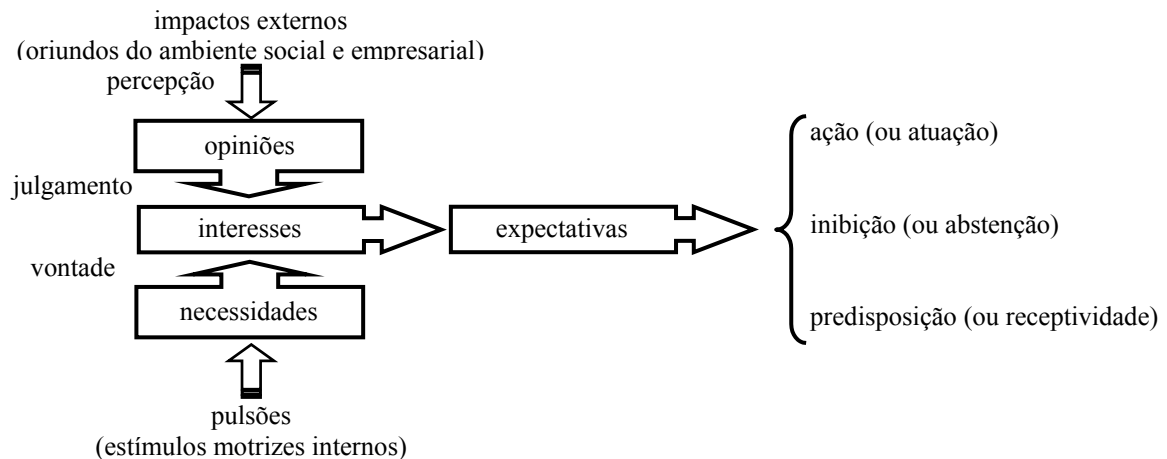 impactos externos
(oriundos do ambiente social e empresarial)
percepção
opiniões
julgamento
interesses
expectativas
vontade
necessidades
pulsões
(estímulos motrizes internos)
ação (ou atuação)
inibição (ou abstenção)
predisposição (ou receptividade)